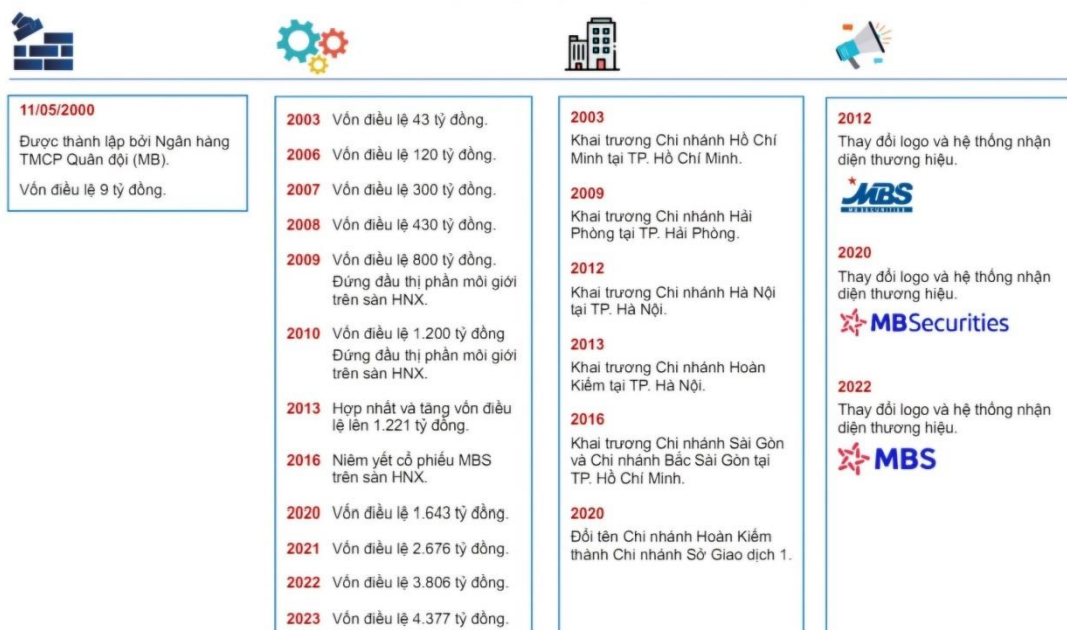 11/05/2000
Được thành lập bởi Ngân hàng
TMCP Quân đội (MB).
Vốn điều lệ 9 tỷ đồng.
2003 Vốn điều lệ 43 tỷ đồng.
2006 Vốn điều lệ 120 tỷ đồng.
2007 Vốn điều lệ 300 tỷ đồng.
2008 Vốn điều lệ 430 tỷ đồng.
2009 Vốn điều lệ 800 tỷ đồng.
Đứng đầu thị phần môi giới
trên sàn HNX.
2010 Vốn điều lệ 1.200 tỷ đồng
Đứng đầu thị phần môi giới
trên sàn HNX.
2013 Hợp nhất và tăng vốn điều
lệ lên 1.221 tỷ đồng.
2016 Niêm yết cổ phiếu MBS
trên sàn HNX.
2020 Vốn điều lệ 1.643 tỷ đồng.
2021 Vốn điều lệ 2.676 tỷ đồng.
2022 Vốn điều lệ 3.806 tỷ đồng.
2023 Vốn điều lệ 4.377 tỷ đồng.
2003
Khai trương Chi nhánh Hồ Chí
Minh tại TP. Hồ Chí Minh.
2009
Khai trương Chi nhánh Hải
Phòng tại TP. Hải Phòng.
2012
Khai trương Chi nhánh Hà Nội
tại TP. Hà Nội.
2013
Khai trương Chi nhánh Hoàn
Kiếm tại TP. Hà Nội.
2016
Khai trương Chi nhánh Sài Gòn
và Chi nhánh Bắc Sài Gòn tại
TP. Hồ Chí Minh.
2020
Đổi tên Chi nhánh Hoàn Kiếm
thành Chi nhánh Sở Giao dịch 1.
2012
Thay đổi logo và hệ thống nhận
diện thương hiệu.
MBS
MB SECURITIES
2020
Thay đổi logo và hệ thống nhận
diện thương hiệu.
MBSecurities
2022
Thay đổi logo và hệ thống nhận
diện thương hiệu.
MBS